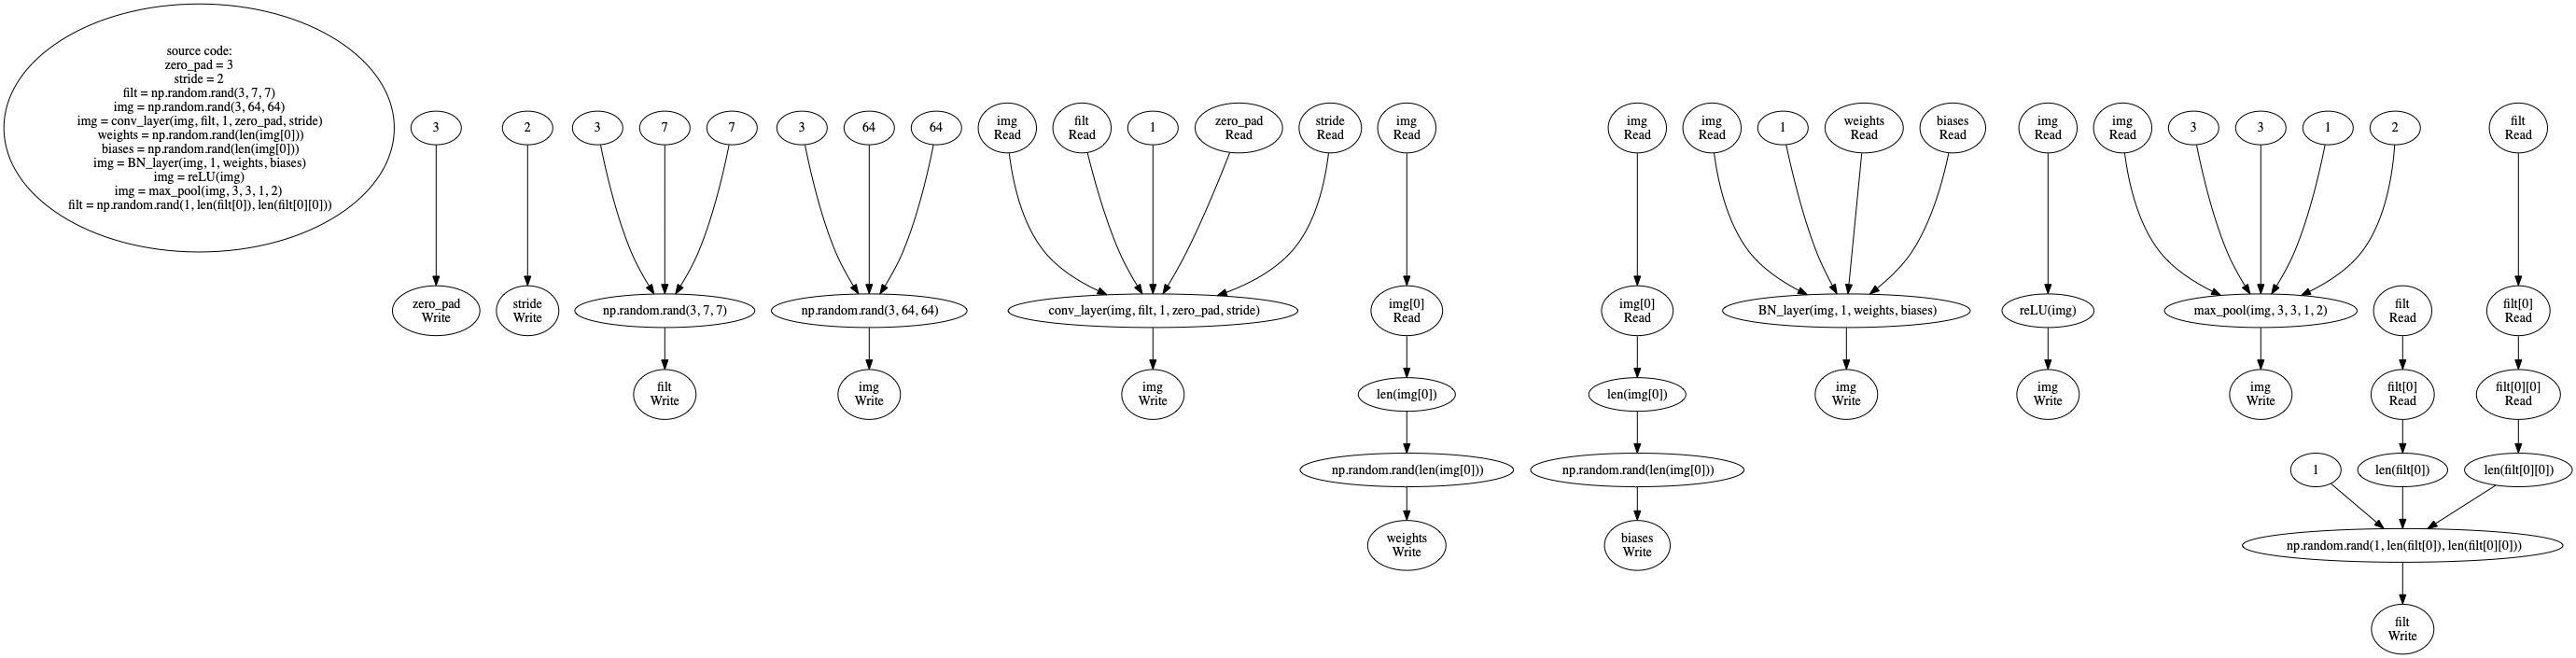 source code:
zero_pad = 3
stride = 2
filt = np.random.rand(3, 7, 7)
img = np.random.rand(3, 64, 64)
img = conv_layer(img, filt, 1, zero_pad, stride)
weights = np.random.rand(len(img[0]))
biases = np.random.rand(len(img[0]))
img = BN_layer(img, 1, weights, biases)
img = reLU(img)
img = max_pool(img, 3, 3, 1, 2)
filt = np.random.rand(1, len(filt[0]), len(filt[0][0]))
3
zero_pad
Write
2
stride
Write
3
7
7
np.random.rand(3, 7, 7)
filt
Write
3
64
64
np.random.rand(3, 64, 64)
img
Write
img
Read
filt
Read
1
zero_pad
Read
stride
Read
conv_layer(img, filt, 1, zero_pad, stride)
img
Write
img
Read
img[0]
Read
len(img[0])
np.random.rand(len(img[0]))
weights
Write
img
Read
img[0]
Read
len(img[0])
np.random.rand(len(img[0]))
biases
Write
img
Read
1
weights
Read
biases
Read
BN_layer(img, 1, weights, biases)
img
Write
img
Read
reLU(img)
img
Write
img
Read
3
3
1
2
max_pool(img, 3, 3, 1, 2)
img
Write
1
filt
Read
filt[0]
Read
len(filt[0])
filt
Read
filt[0]
Read
filt[0][0]
Read
len(filt[0][0])
np.random.rand(1, len(filt[0]), len(filt[0][0]))
filt
Write